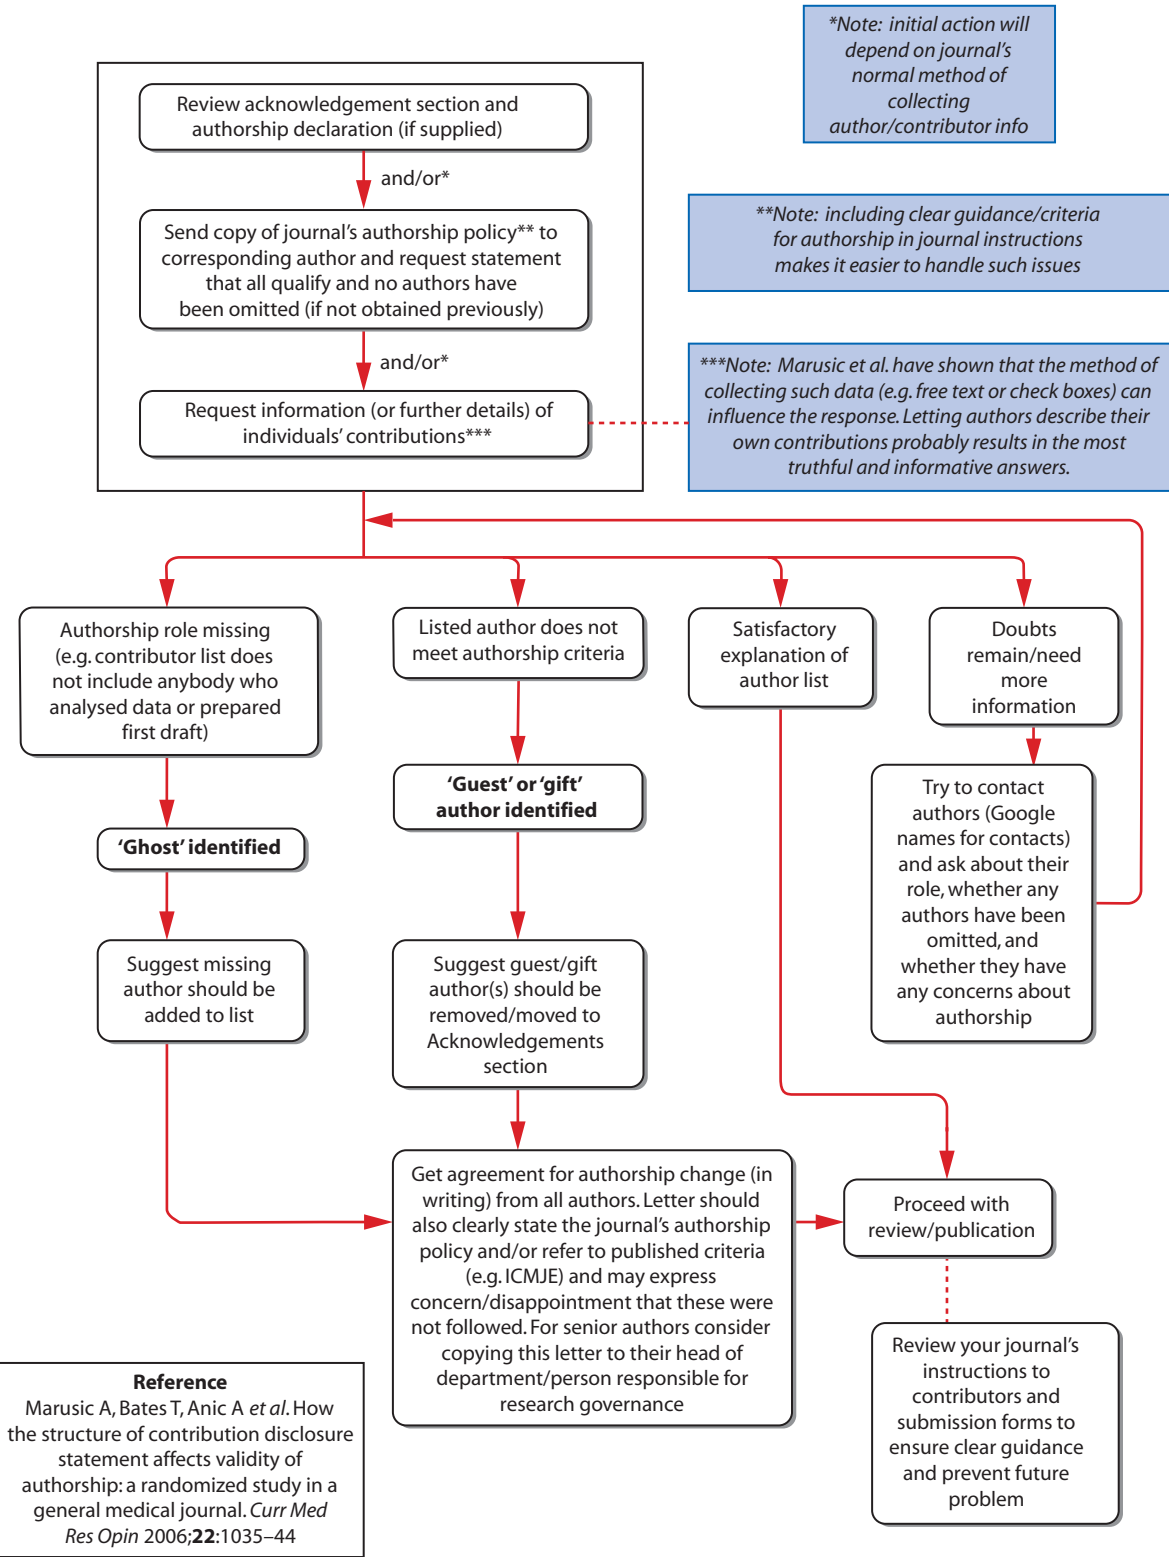 *Note: initial action will
depend on journal's
normal method of
collecting
author/contributor info
Review acknowledgement section and
authorship declaration (if supplied)
and/or*
Send copy of journal's authorship policy** to
corresponding author and request statement
that all qualify and no authors have
been omitted (if not obtained previously)
**Note: including clear guidance/criteria
for authorship in journal instructions
makes it easier to handle such issues
and/or*
Request information (or further details) of
individuals' contributions***
***Note: Marusic et al. have shown that the method of
collecting such data (e.g. free text or check boxes) can
influence the response. Letting authors describe their
own contributions probably results in the most
truthful and informative answers.
Authorship role missing
(e.g. contributor list does
not include anybody who
analysed data or prepared
first draft)
Listed author does not
meet authorship criteria
Satisfactory
explanation of
author list
Doubts
remain/need
more
information
'Ghost' identified
'Guest' or 'gift'
author identified
Try to contact
authors (Google
names for contacts)
and ask about their
role, whether any
authors have been
omitted, and
whether they have
any concerns about
authorship
Suggest missing
author should be
added to list
Suggest guest/gift
author(s) should be
removed/moved to
Acknowledgements
section
Get agreement for authorship change (in
writing) from all authors. Letter should
also clearly state the journal's authorship
policy and/or refer to published criteria
(e.g. ICMJE) and may express
concern/disappointment that these were
not followed. For senior authors consider
copying this letter to their head of
department/person responsible for
research governance
Proceed with
review/publication
Review your journal's
instructions to
contributors and
submission forms to
ensure clear guidance
and prevent future
problem
Reference
Marusic A, Bates T, Anic A et al. How
the structure of contribution disclosure
statement affects validity of
authorship: a randomized study in a
general medical journal. Curr Med
Res Opin 2006;22:1035–44